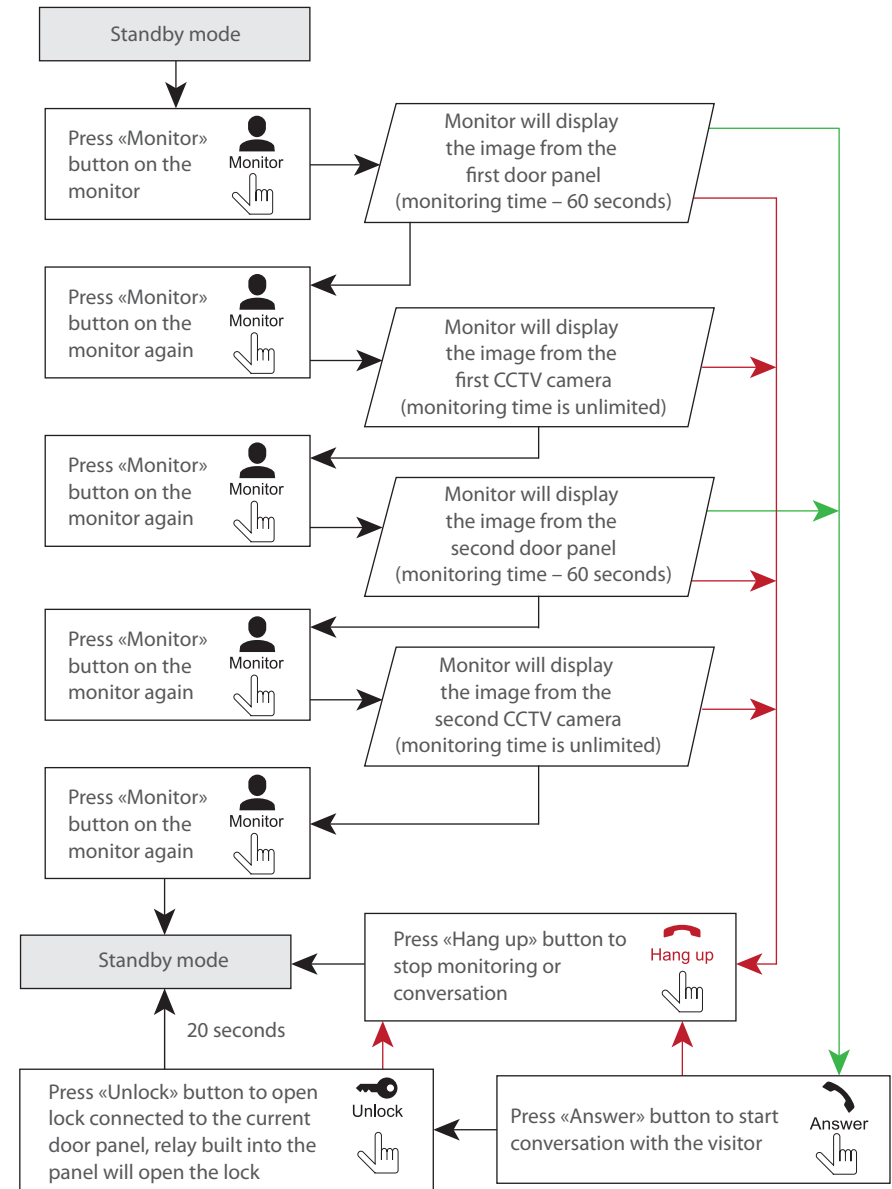 Standby mode
Press «Monitor»
button on the
monitor
Monitor
Monitor will display
the image from the
first door panel
(monitoring time – 60 seconds)
Press «Monitor»
button on the
monitor again
Monitor
Monitor will display
the image from the
first CCTV camera
(monitoring time is unlimited)
Press «Monitor»
button on the
monitor again
Monitor
Monitor will display
the image from the
second door panel
(monitoring time – 60 seconds)
Press «Monitor»
button on the
monitor again
Monitor
Monitor will display
the image from the
second CCTV camera
(monitoring time is unlimited)
Press «Monitor»
button on the
monitor again
Monitor
Standby mode
Press «Hang up» button to
stop monitoring or
conversation
Hang up
20 seconds
Press «Unlock» button to open
lock connected to the current
door panel, relay built into the
panel will open the lock
Unlock
Press «Answer» button to start
conversation with the visitor
Answer